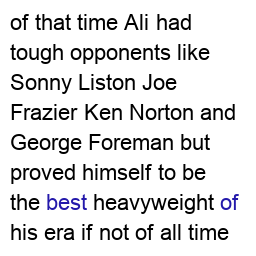 of that time Ali had
tough opponents like
Sonny Liston Joe
Frazier Ken Norton and
George Foreman but
proved himself to be
the best heavyweight of
his era if not of all time